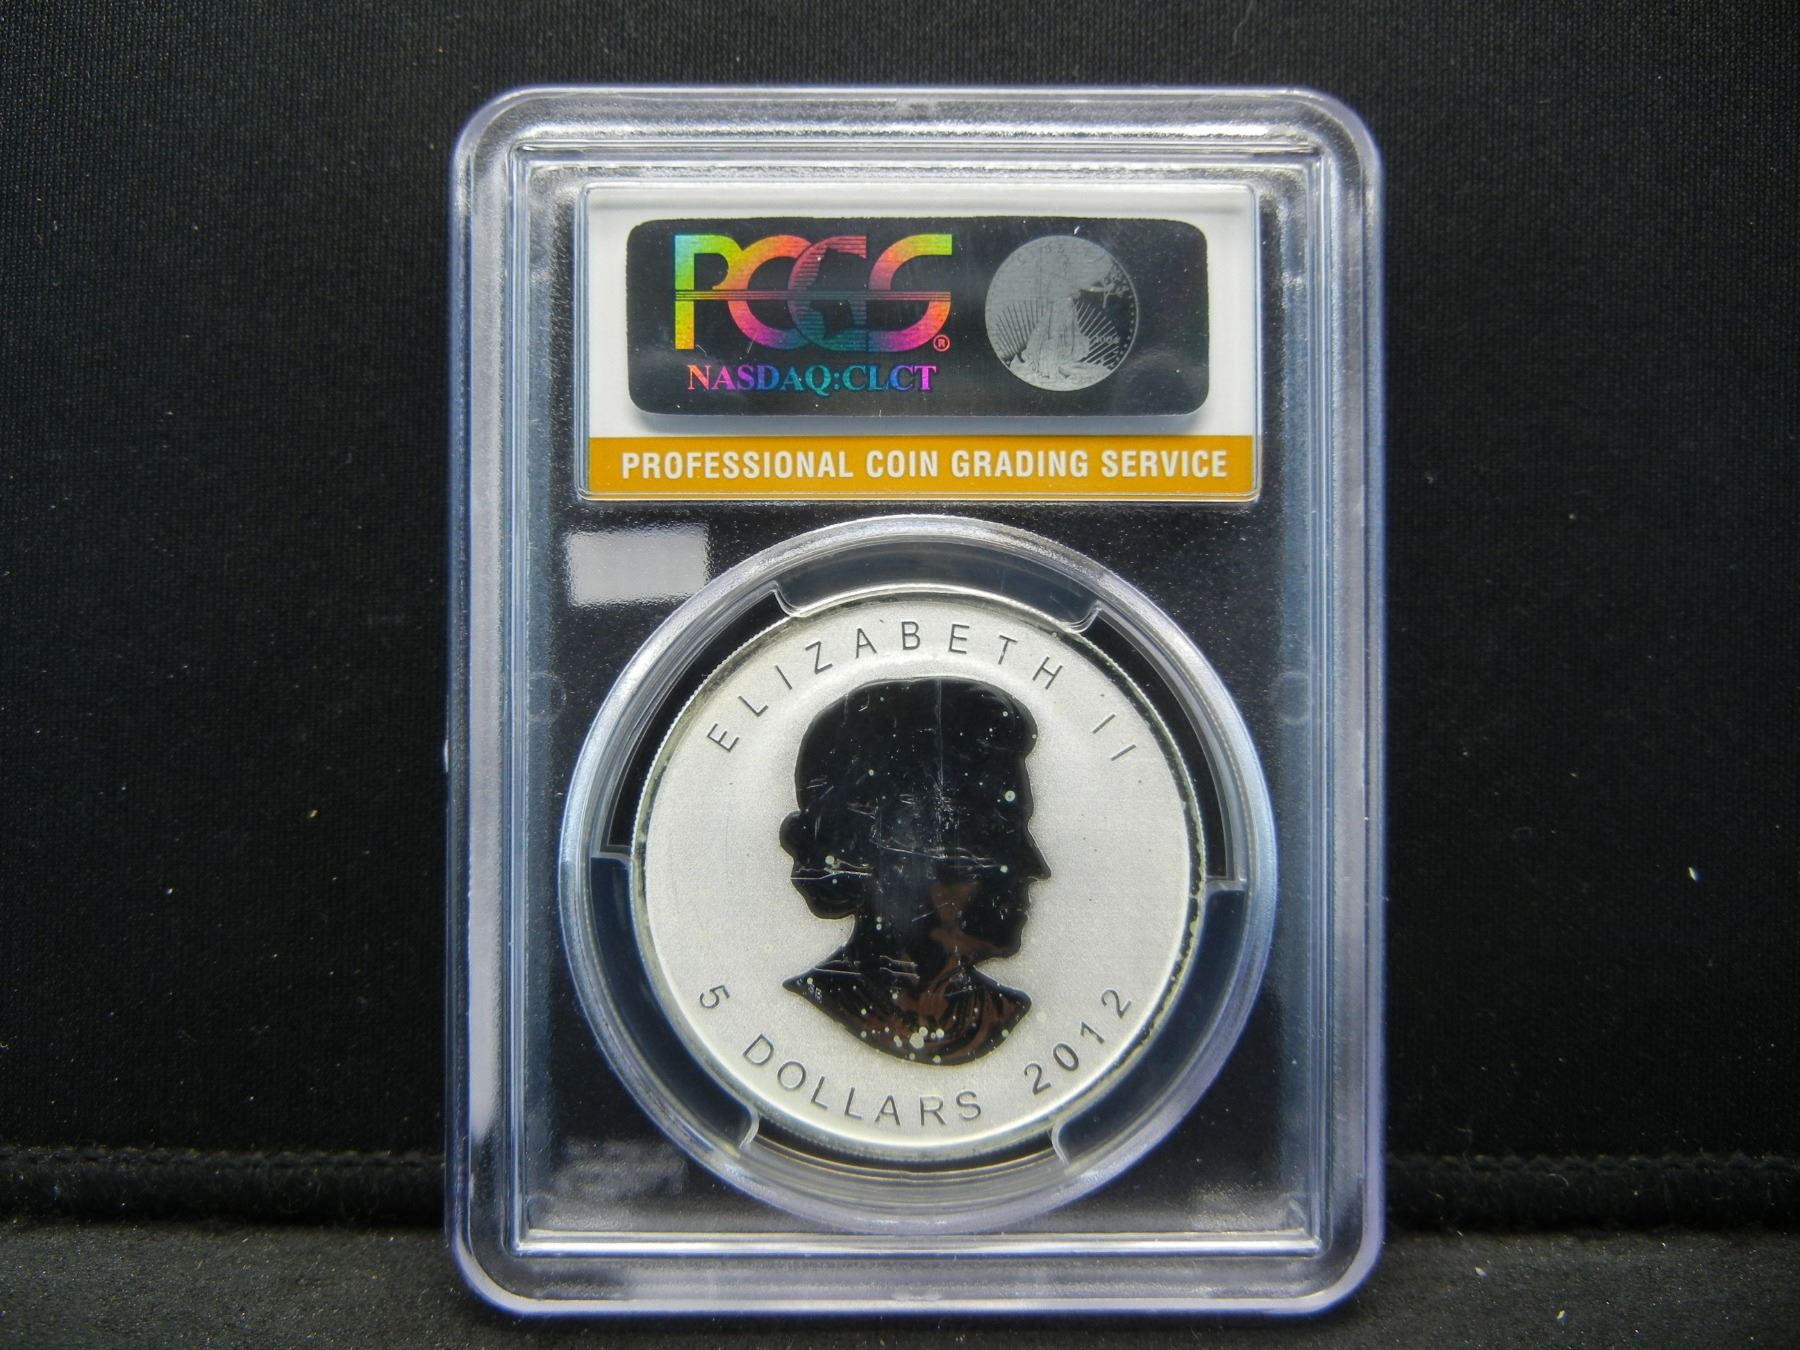 PCGS®
NASDAQ:CLCT
PROFESSIONAL COIN GRADING SERVICE
ELIZABETH II
5 DOLLARS 2012